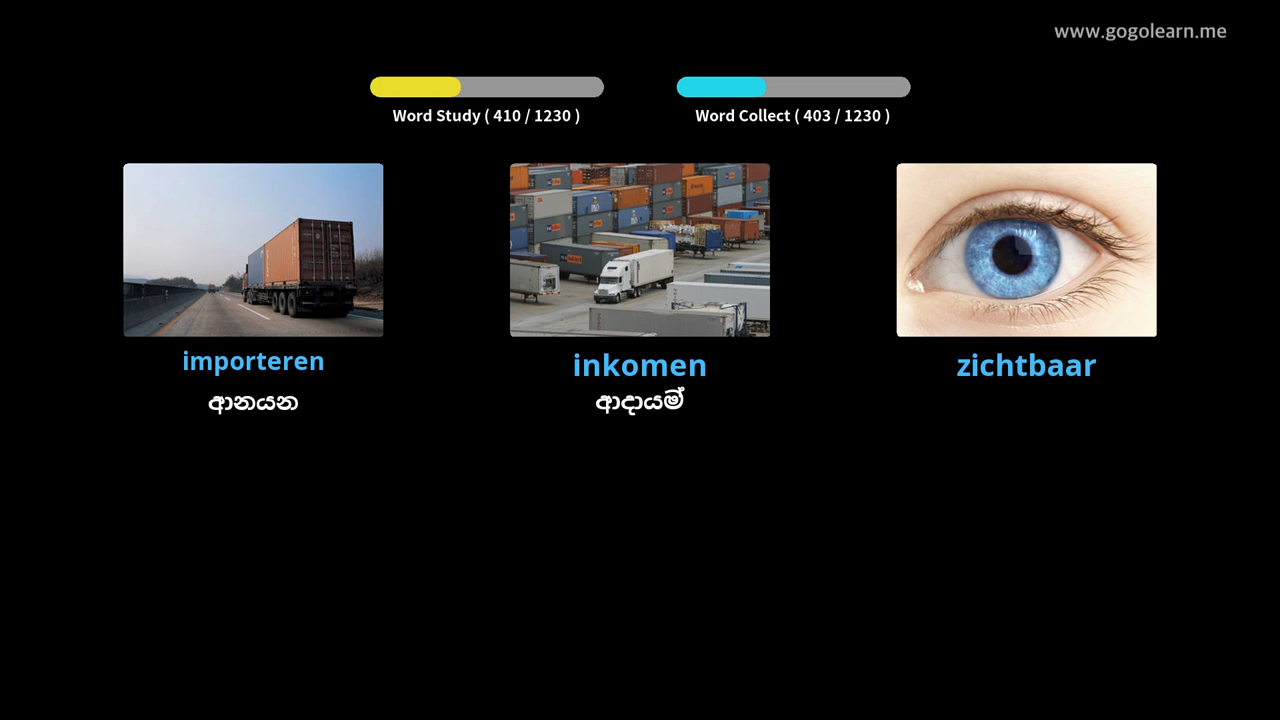 www.gogolearn.me
Word Study ( 410 / 1230 )
Word Collect ( 403 / 1230 )
importeren
inkomen
zichtbaar
ආනයන
ආදායම්